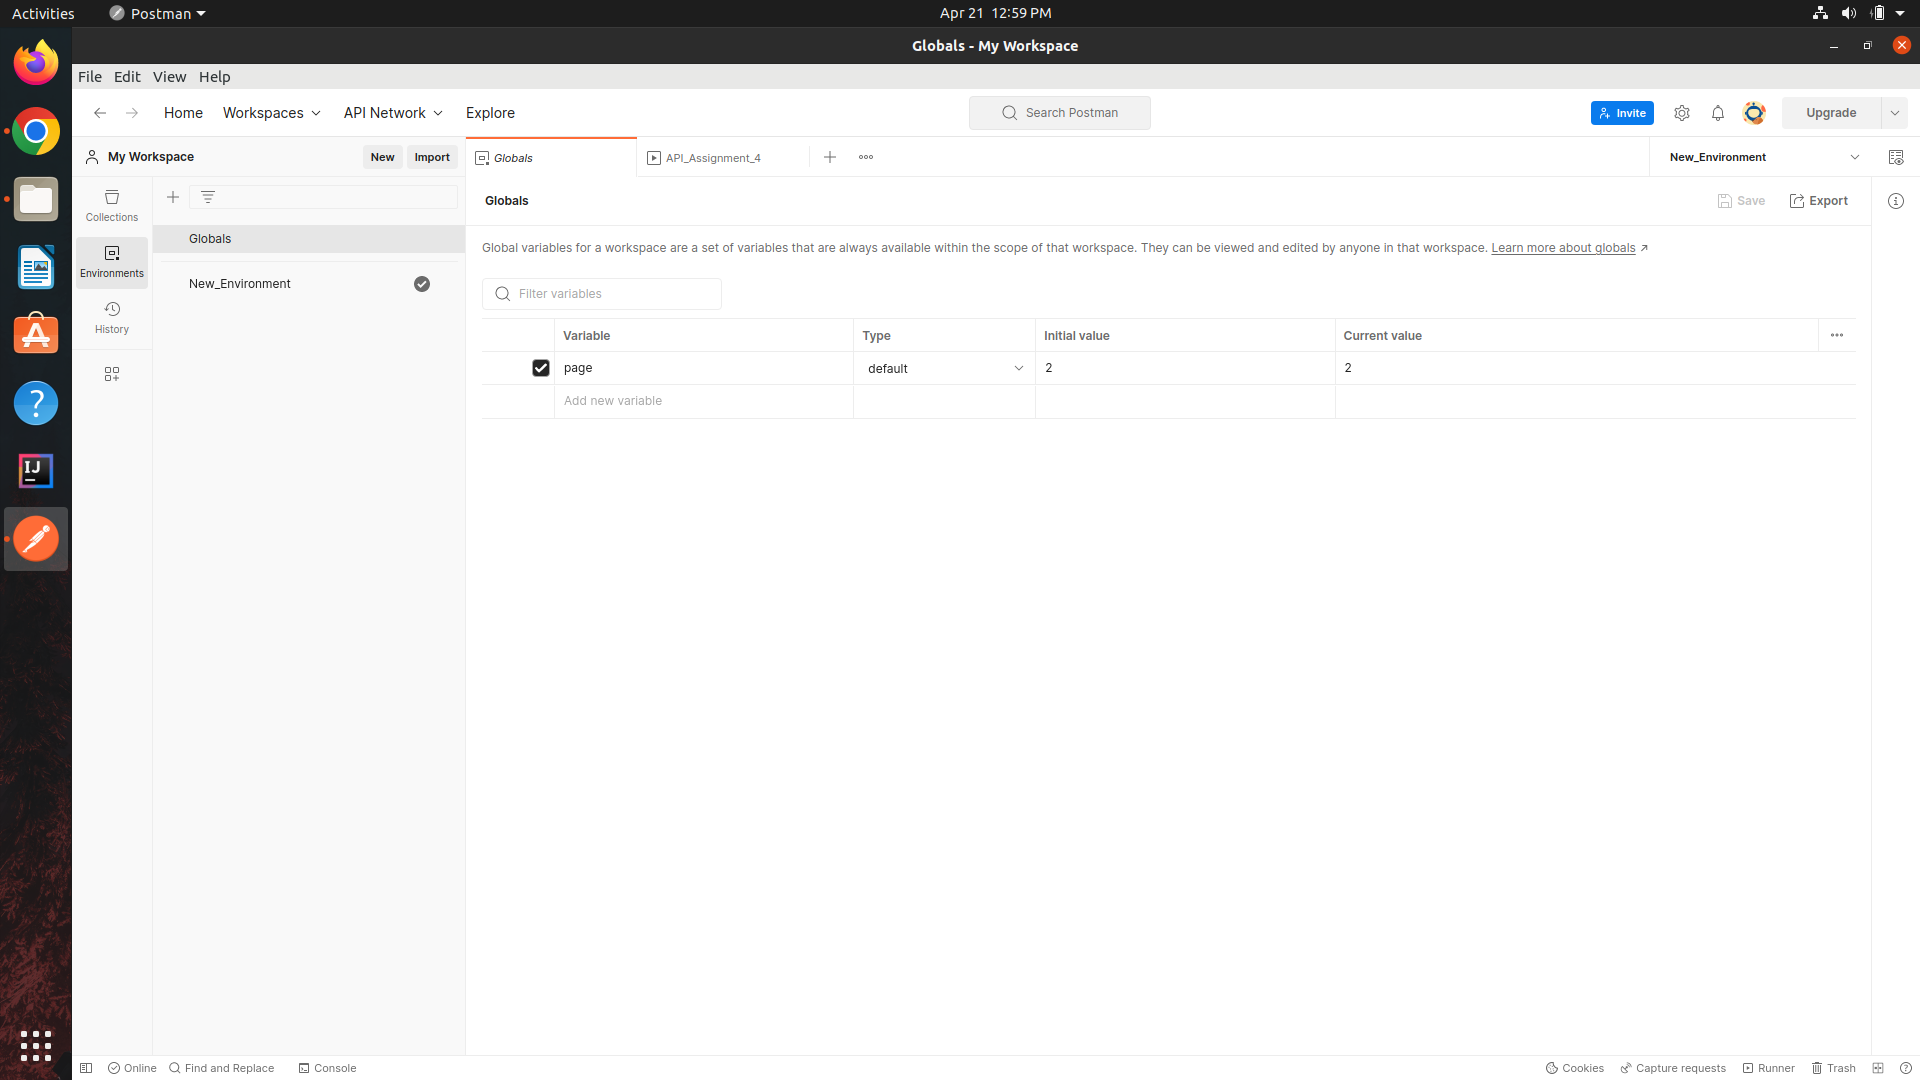 Activities
Postman
Apr 21 12:59 PM
Globals - My Workspace
File Edit View Help
Home Workspaces API Network Explore
Search Postman
Invite
Upgrade
My Workspace
New Import
Globals
API_Assignment_4
New_Environment
Collections
Environments
History
Globals
New_Environment
Globals
Save Export
Global variables for a workspace are a set of variables that are always available within the scope of that workspace. They can be viewed and edited by anyone in that workspace. Learn more about globals ↗
Filter variables
Variable Type Initial value Current value
page default 2 2
Add new variable
IJ
Online Find and Replace Console
Cookies Capture requests Runner Trash